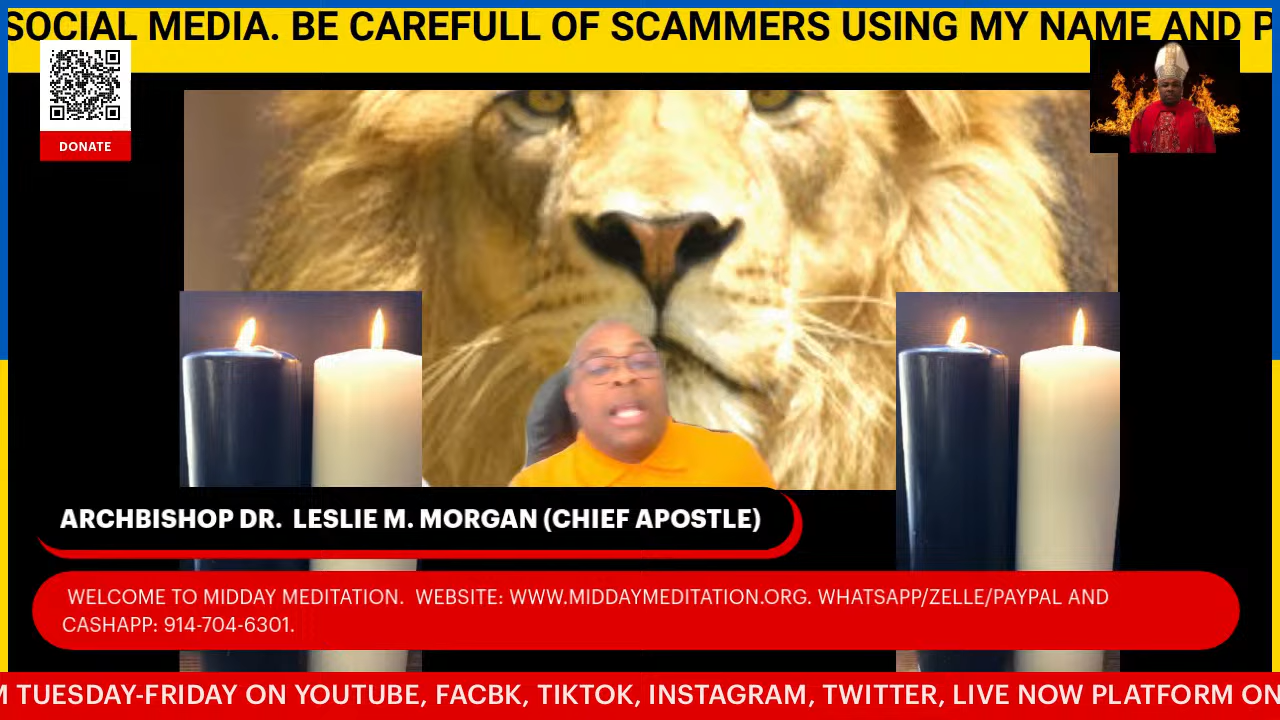 SOCIAL MEDIA. BE CAREFULL OF SCAMMERS USING MY NAME AND P
DONATE
ARCHBISHOP DR. LESLIE M. MORGAN (CHIEF APOSTLE)
WELCOME TO MIDDAY MEDITATION. WEBSITE: WWW.MIDDAYMEDITATION.ORG. WHATSAPP/ZELLE/PAYPAL AND
CASHAPP: 914-704-6301.
M TUESDAY-FRIDAY ON YOUTUBE, FACBK, TIKTOK, INSTAGRAM, TWITTER, LIVE NOW PLATFORM ON